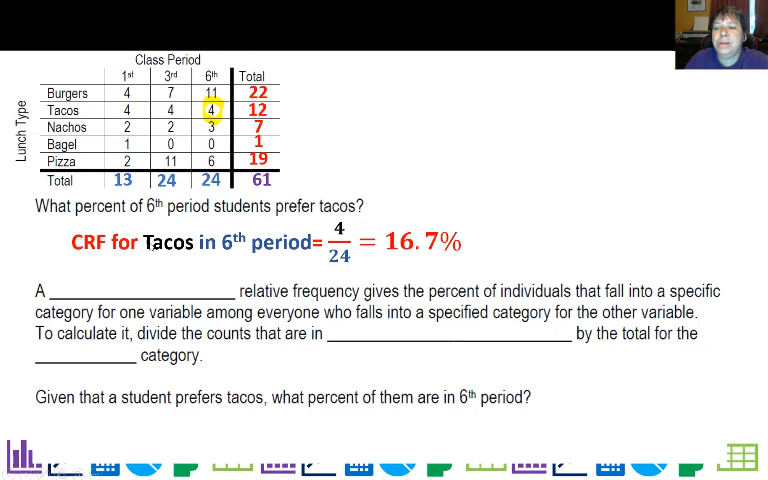 Class Period
1st 3rd 6th Total
Lunch Type
Burgers 4 7 11 22
Tacos 4 4 4 12
Nachos 2 2 3 7
Bagel 1 0 0 1
Pizza 2 11 6 19
Total 13 24 24 61
What percent of 6th period students prefer tacos?
CRF for Tacos in 6th period= 4/24 = 16.7%
A ____________________ relative frequency gives the percent of individuals that fall into a specific
category for one variable among everyone who falls into a specified category for the other variable.
To calculate it, divide the counts that are in __________________________ by the total for the
___________ category.
Given that a student prefers tacos, what percent of them are in 6th period?